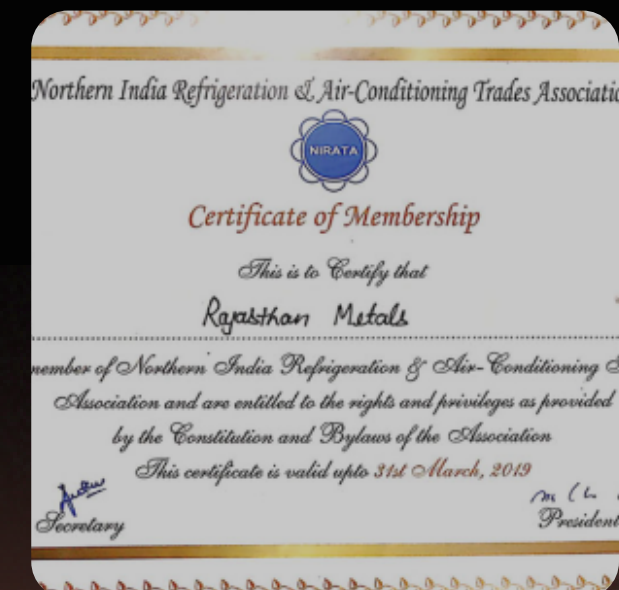 Northern India Refrigeration & Air-Conditioning Trades Associatio
NIRATA
Certificate of Membership
This is to Certify that
Rajasthan Metals
member of Northern India Refrigeration & Air-Conditioning
Association and are entitled to the rights and privileges as provided
by the Constitution and Bylaws of the Association
This certificate is valid upto 31st March, 2019
Secretary
President